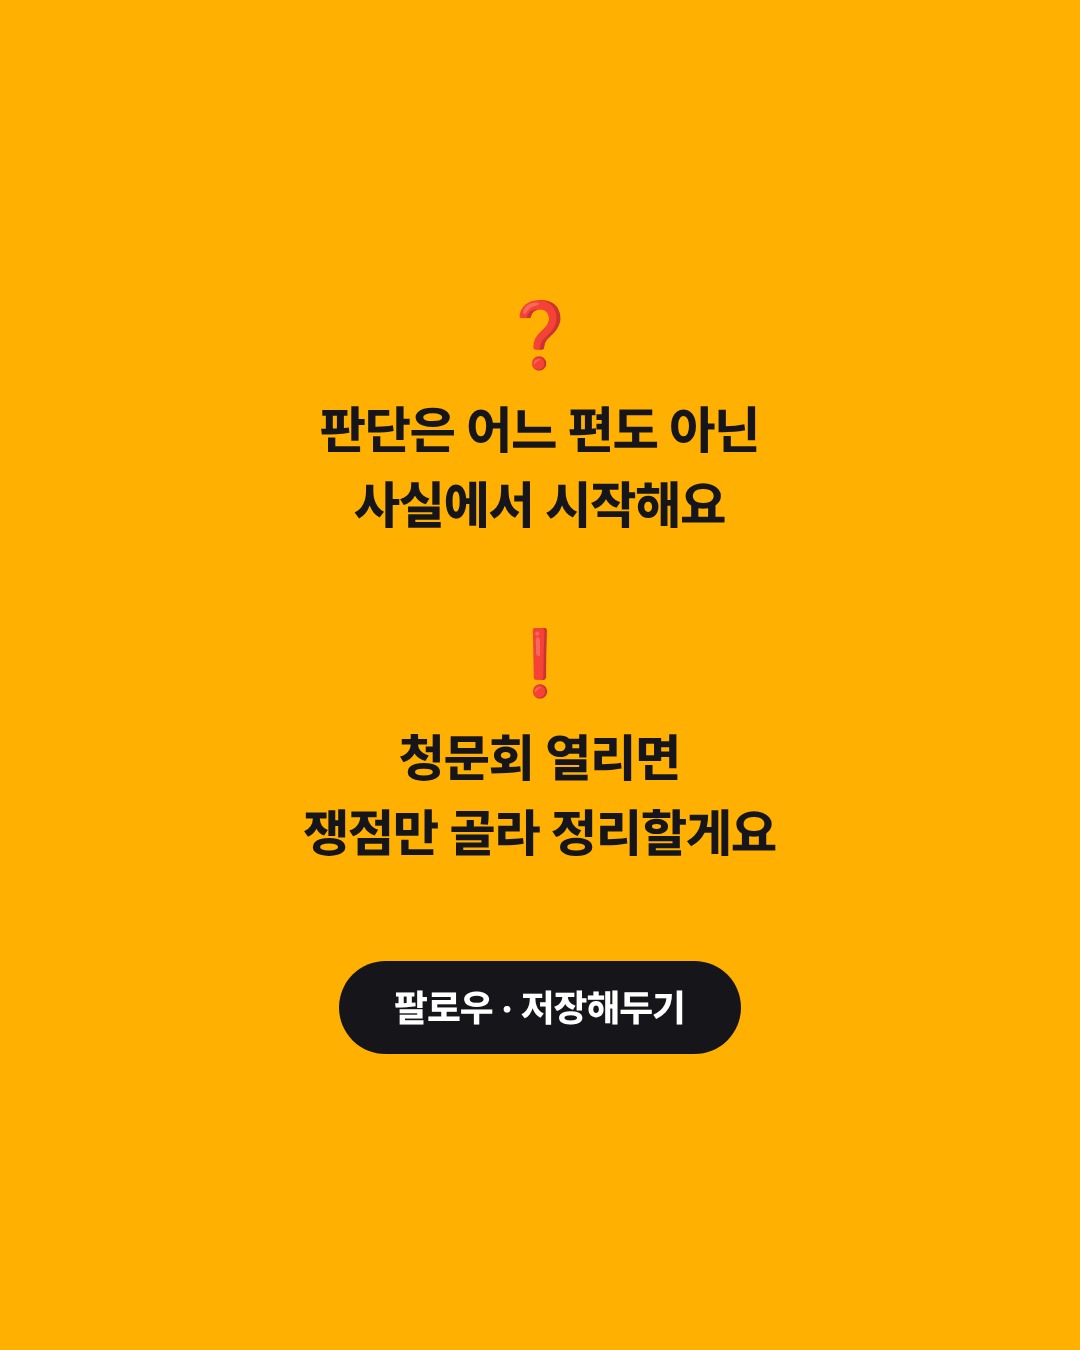 ❓
판단은 어느 편도 아닌
사실에서 시작해요
❗
청문회 열리면
쟁점만 골라 정리할게요
팔로우 · 저장해두기